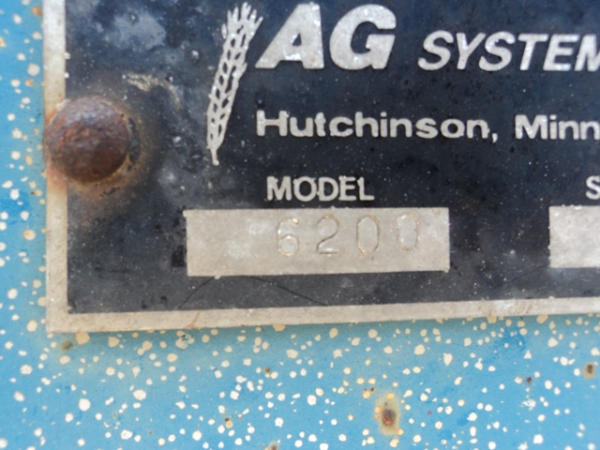 AG SYSTEM
Hutchinson, Minn
MODEL S
6200